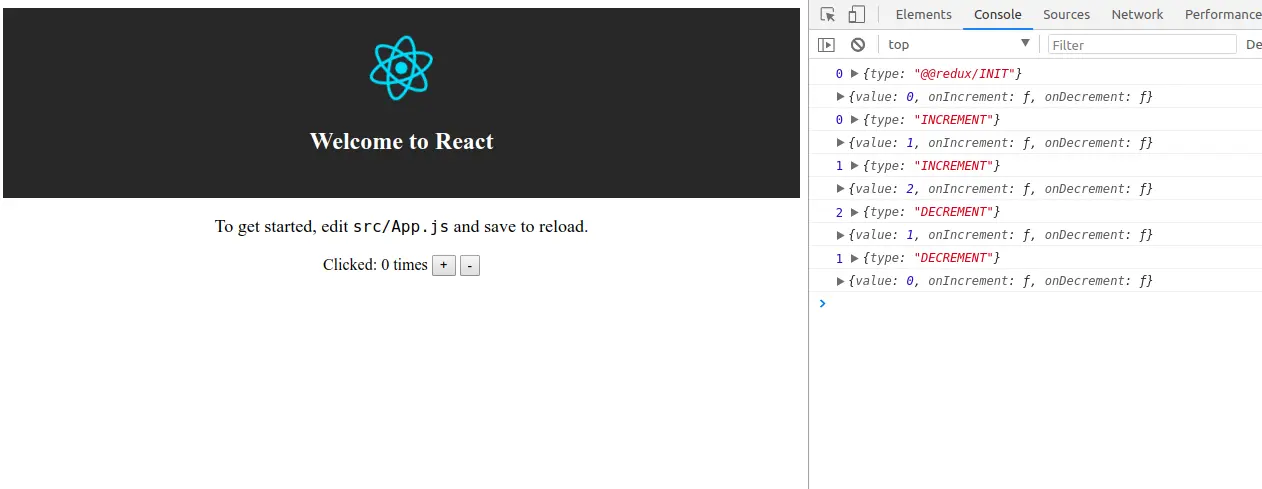 Welcome to React
To get started, edit src/App.js and save to reload.
Clicked: 0 times + -
Elements Console Sources Network Performance
top Filter De
0 {type: "@@redux/INIT"}
{value: 0, onIncrement: ƒ, onDecrement: ƒ}
0 {type: "INCREMENT"}
{value: 1, onIncrement: ƒ, onDecrement: ƒ}
1 {type: "INCREMENT"}
{value: 2, onIncrement: ƒ, onDecrement: ƒ}
2 {type: "DECREMENT"}
{value: 1, onIncrement: ƒ, onDecrement: ƒ}
1 {type: "DECREMENT"}
{value: 0, onIncrement: ƒ, onDecrement: ƒ}